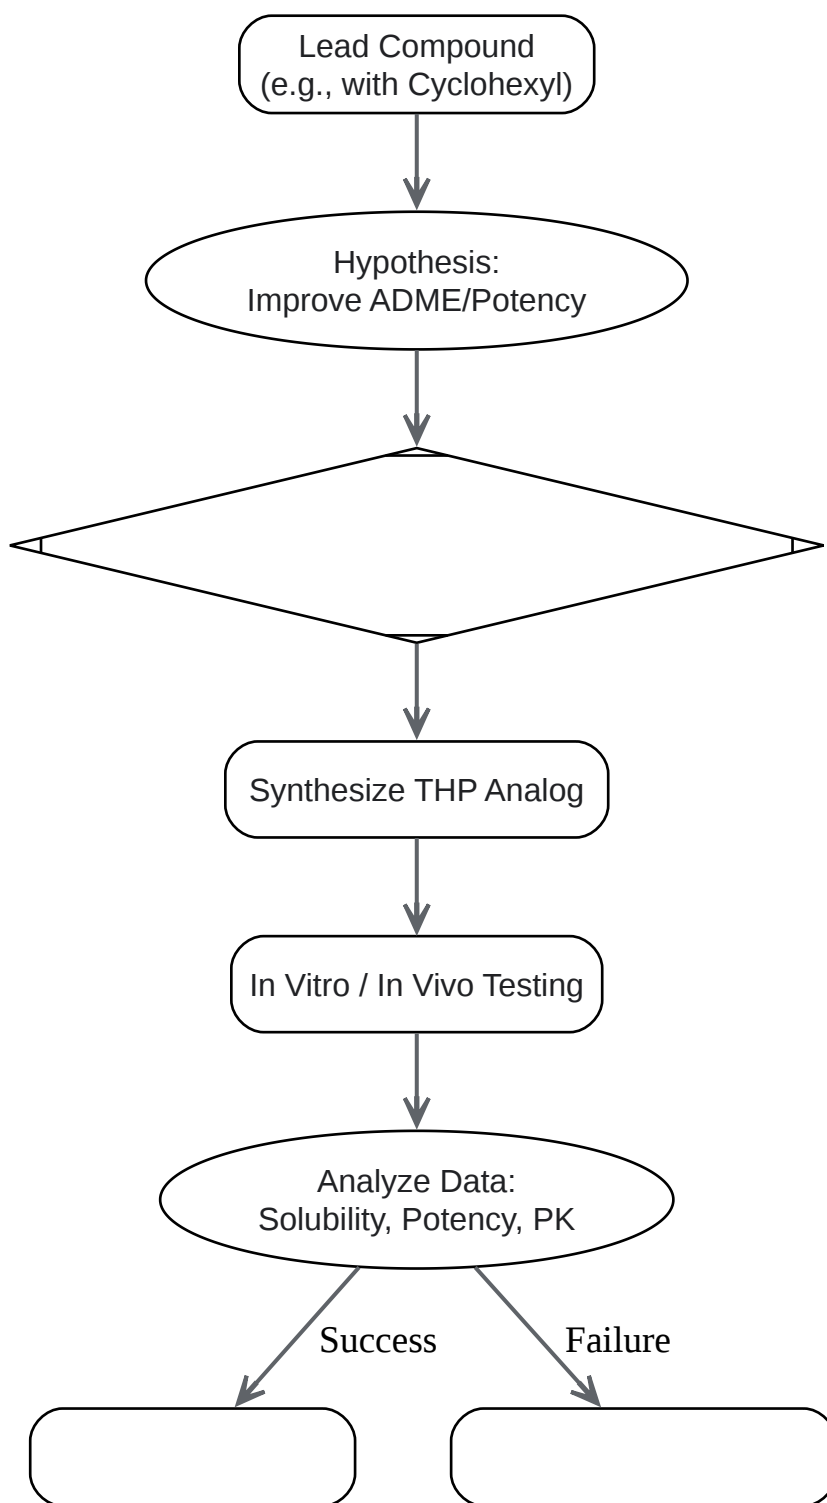 Lead Compound
(e.g., with Cyclohexyl)
Hypothesis:
Improve ADME/Potency
Synthesize THP Analog
In Vitro / In Vivo Testing
Analyze Data:
Solubility, Potency, PK
Success
Failure